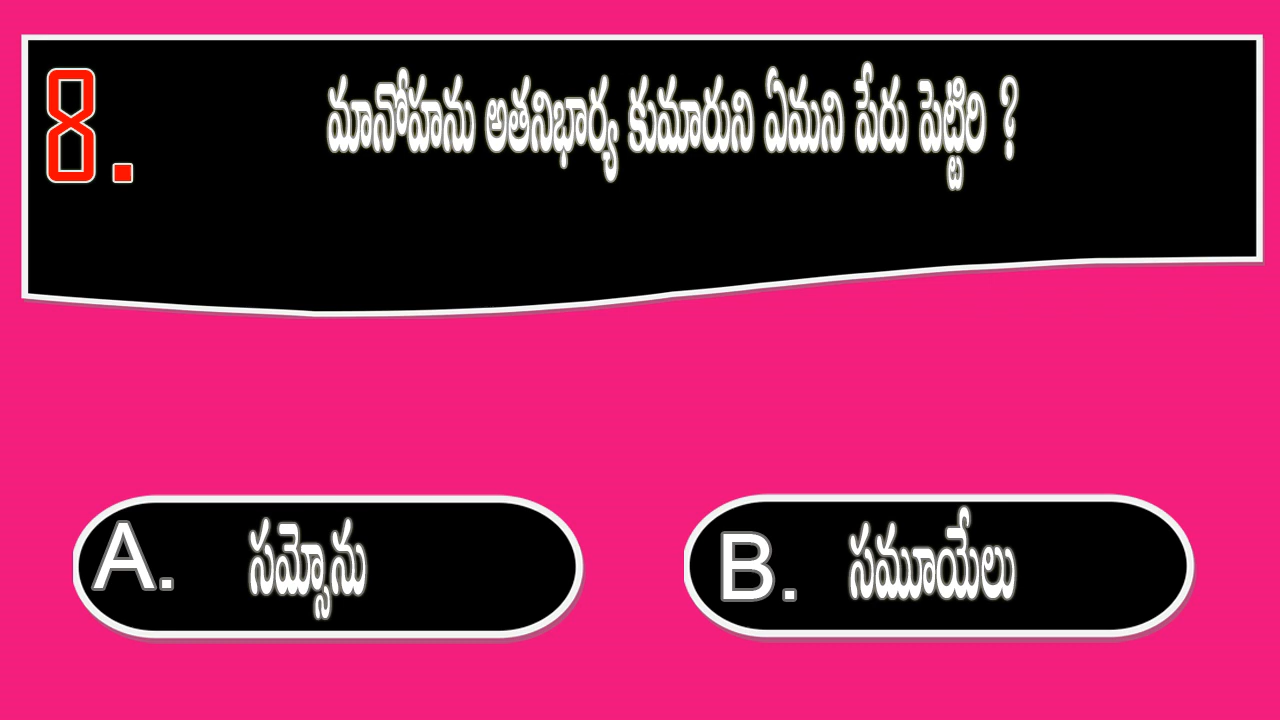 8.
మానోహను అతనిభార్య కుమారుని ఏమని పేరు పెట్టిరి ?
A. సమ్సోను
B. సమూయేలు